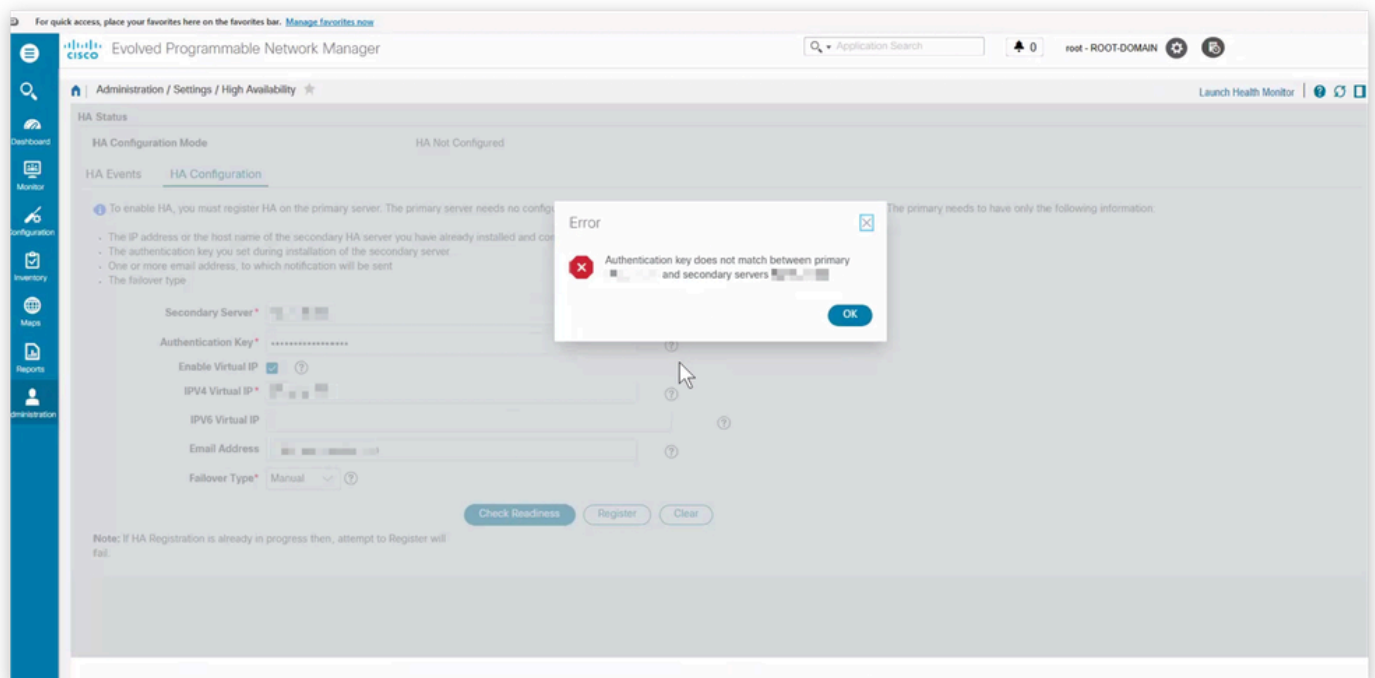 For quick access, place your favorites here on the favorites bar. Manage favorites now
CISCO Evolved Programmable Network Manager
Application Search
0
root - ROOT-DOMAIN
Administration / Settings / High Availability
Launch Health Monitor
HA Status
HA Configuration Mode HA Not Configured
HA Events HA Configuration
To enable HA, you must register HA on the primary server. The primary server needs no config
The primary needs to have only the following information:
The IP address or the host name of the secondary HA server you have already installed and con
The authentication key you set during installation of the secondary server
One or more email address, to which notification will be sent
The failover type
Secondary Server*
Authentication Key* •••••••••••••••••
Enable Virtual IP
IPV4 Virtual IP*
IPV6 Virtual IP
Email Address
Failover Type* Manual
Check Readiness Register Clear
Note: If HA Registration is already in progress then, attempt to Register will
fail.
Error
Authentication key does not match between primary
and secondary servers
OK
Dashboard
Monitor
onfiguration
Inventory
Maps
Reports
dministration